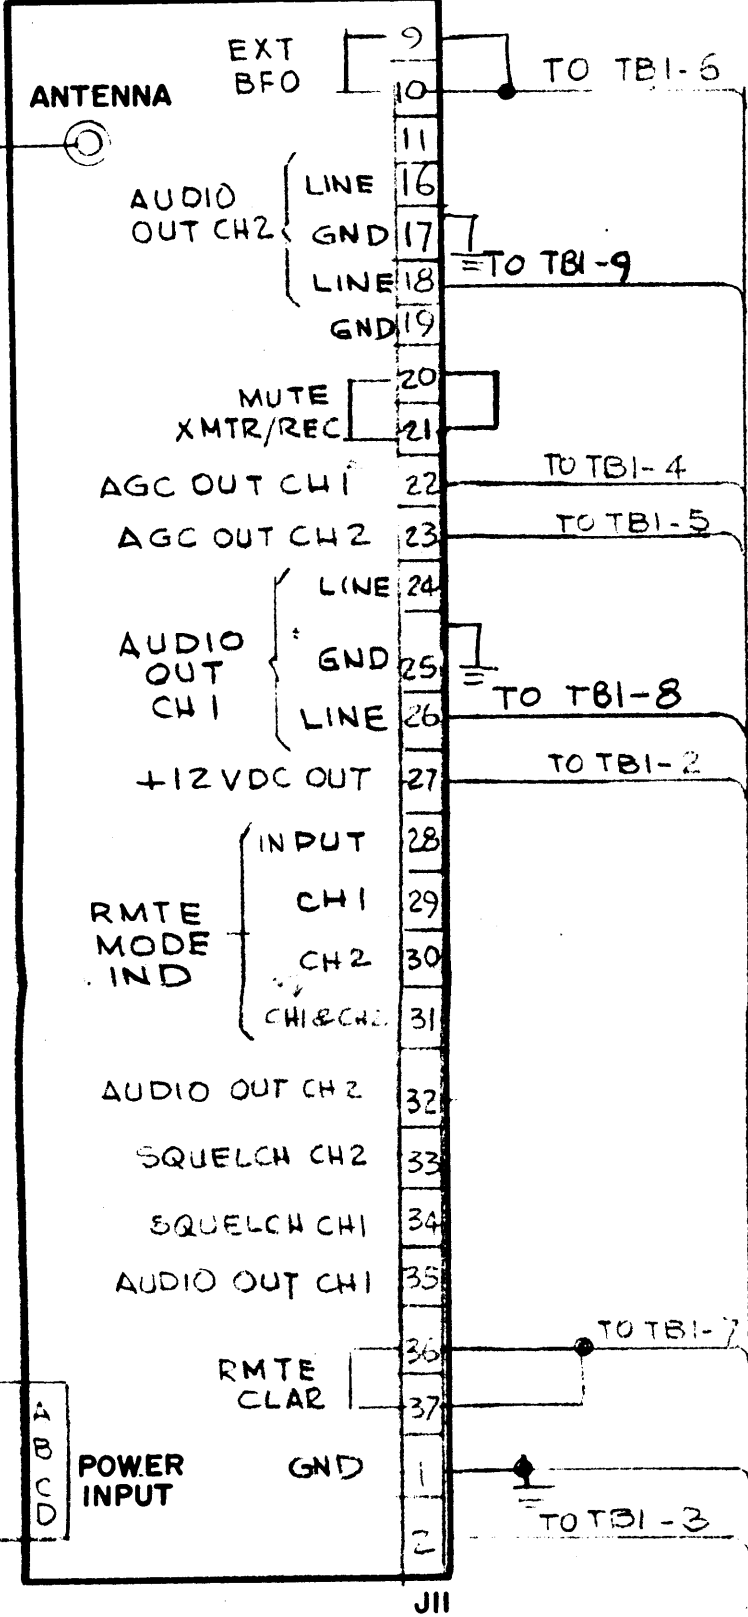 EXT 9
BFO 10 TO TB1-6
ANTENNA
11
AUDIO LINE 16
OUT CH2 GND 17
TO TB1-9
LINE 18
GND 19
20
MUTE
XMTR/REC 21
AGC OUT CH1 22 TO TB1-4
AGC OUT CH2 23 TO TB1-5
LINE 24
AUDIO
OUT GND 25
CH1 LINE 26 TO TB1-8
+12VDC OUT 27 TO TB1-2
INPUT 28
RMTE CH1 29
MODE
IND CH2 30
CH1&CH2 31
AUDIO OUT CH2 32
SQUELCH CH2 33
SQUELCH CH1 34
AUDIO OUT CH1 35
36 TO TB1-7
RMTE
CLAR 37
A
B
C
D
POWER
INPUT
GND 1
2 TO TB1-3
J11